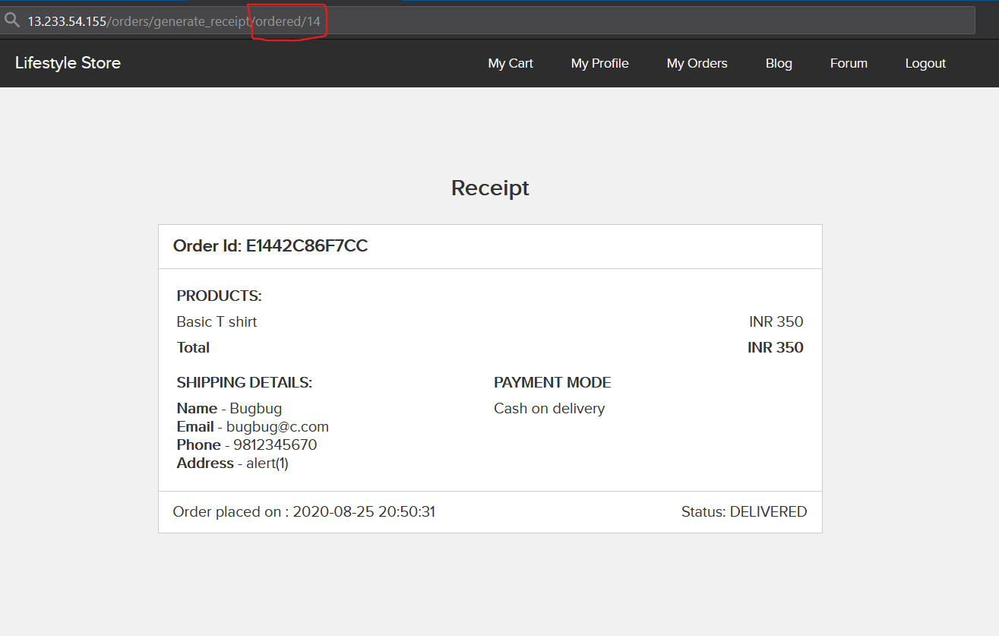 13.233.54.155/orders/generate_receipt/ordered/14
Lifestyle Store My Cart My Profile My Orders Blog Forum Logout
Receipt
Order Id: E1442C86F7CC
PRODUCTS:
Basic T shirt INR 350
Total INR 350
SHIPPING DETAILS: PAYMENT MODE
Name - Bugbug Cash on delivery
Email - bugbug@c.com
Phone - 9812345670
Address - alert(1)
Order placed on : 2020-08-25 20:50:31 Status: DELIVERED